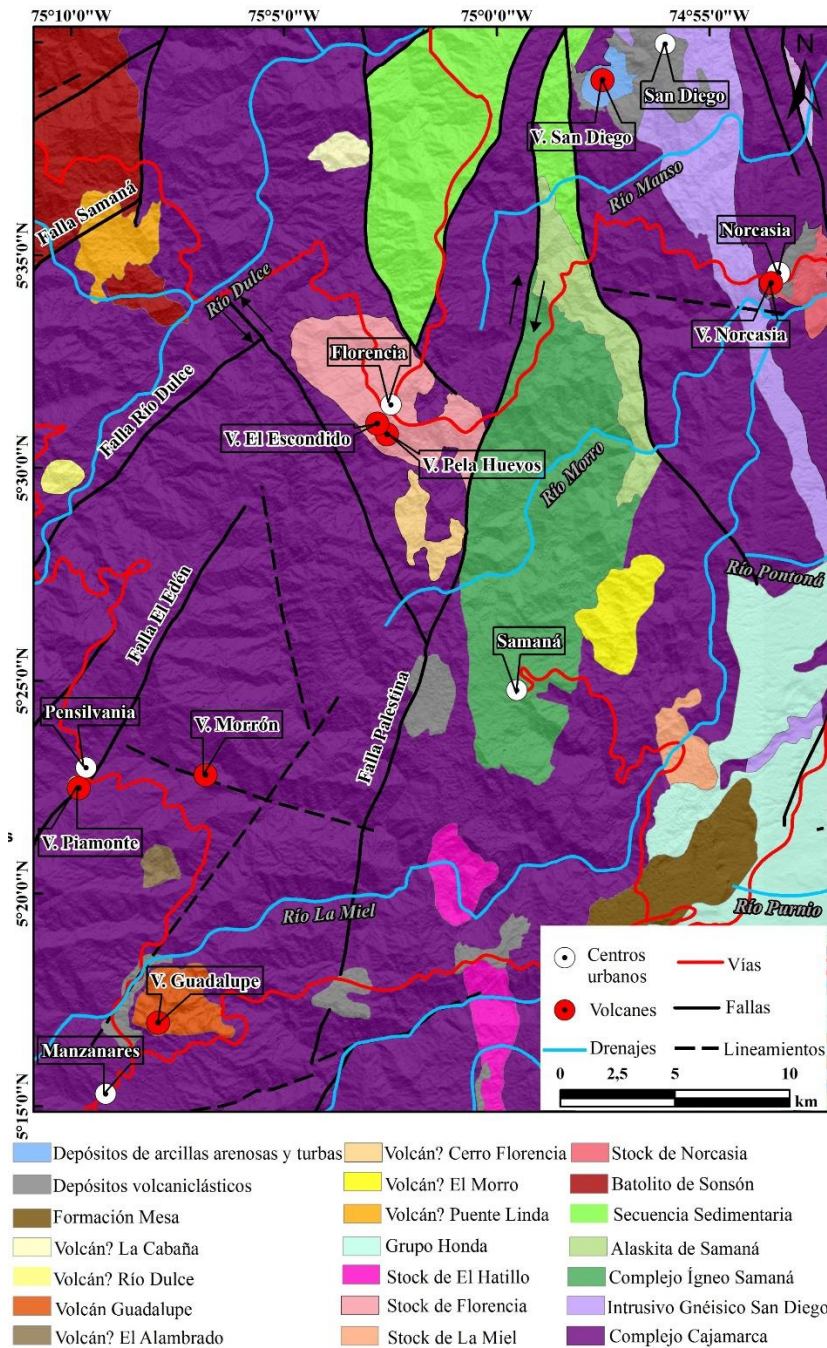 75°10'0''W 75°5'0''W 75°0'0''W 74°55'0''W
N
San Diego
V. San Diego
Río Manso
Falla Samaná
5°35'0''N
Norcasia
Río Dulce
V. Norcasia
Florencia
Falla Río Dulce
V. El Escondido
V. Pela Huevos
5°30'0''N
Río Morro
Río Pontoná
Falla El Edén
Samaná
5°25'0''N
Pensilvania
V. Morrón
Falla Palestina
V. Piamonte
5°20'0''N
Río La Miel
Río Purnio
V. Guadalupe
Manzanares
5°15'0''N
Centros
urbanos
Vías
Volcanes
Fallas
Drenajes
Lineamientos
0 2,5 5 10
km
Depósitos de arcillas arenosas y turbas
Depósitos volcaniclásticos
Formación Mesa
Volcán? La Cabaña
Volcán? Río Dulce
Volcán Guadalupe
Volcán? El Alambrado
Volcán? Cerro Florencia
Volcán? El Morro
Volcán? Puente Linda
Grupo Honda
Stock de El Hatillo
Stock de Florencia
Stock de La Miel
Stock de Norcasia
Batolito de Sonsón
Secuencia Sedimentaria
Alaskita de Samaná
Complejo Ígneo Samaná
Intrusivo Gnéisico San Diego
Complejo Cajamarca